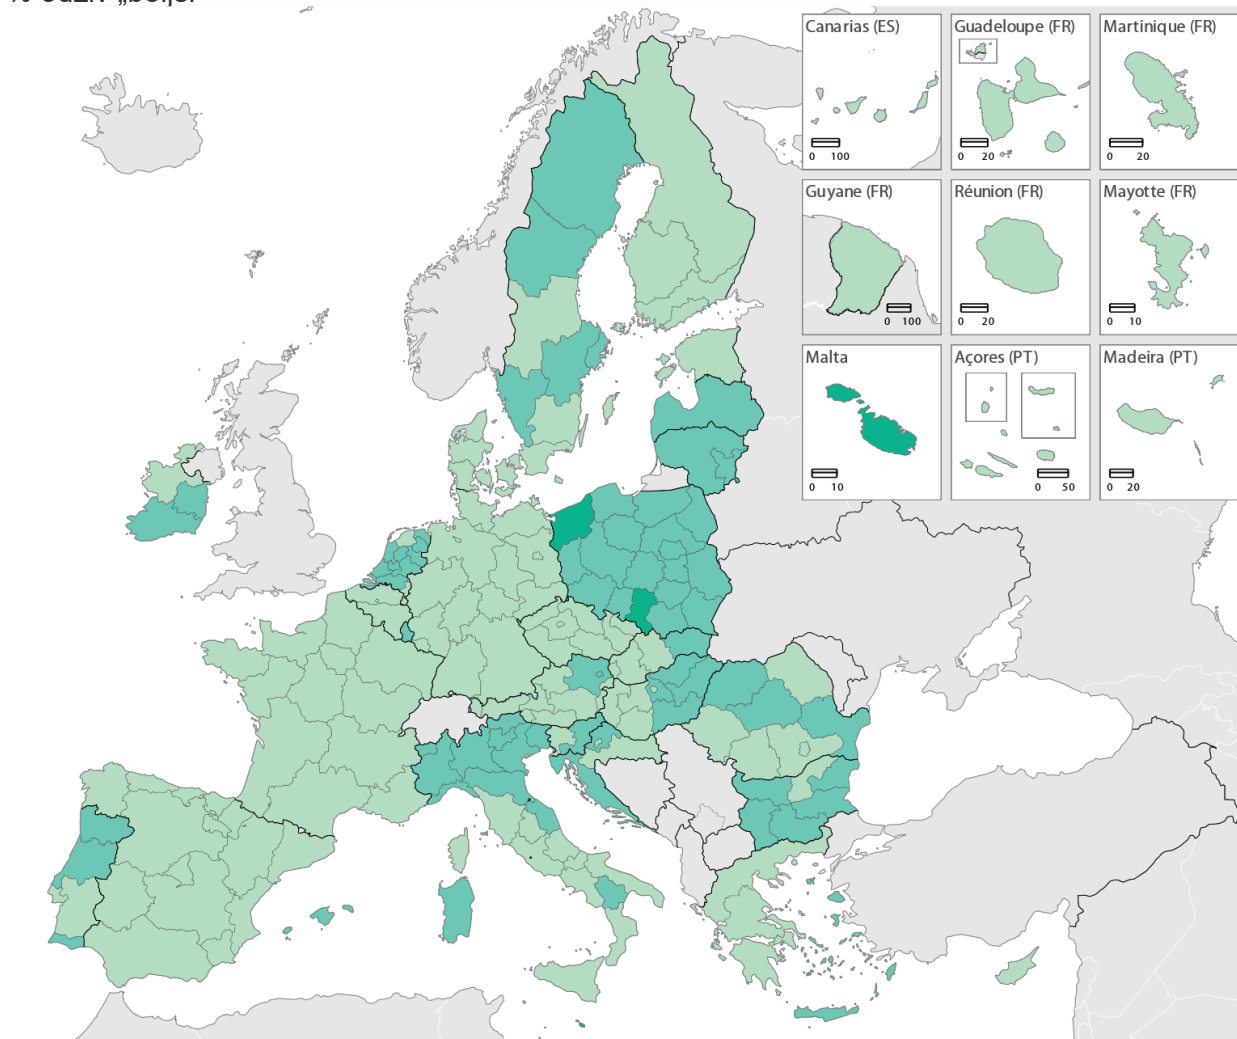 Canarias (ES)
0 100
Guadeloupe (FR)
0 20
Martinique (FR)
0 20
Guyane (FR)
0 100
Réunion (FR)
0 20
Mayotte (FR)
0 10
Malta
0 10
Açores (PT)
0 50
Madeira (PT)
0 20